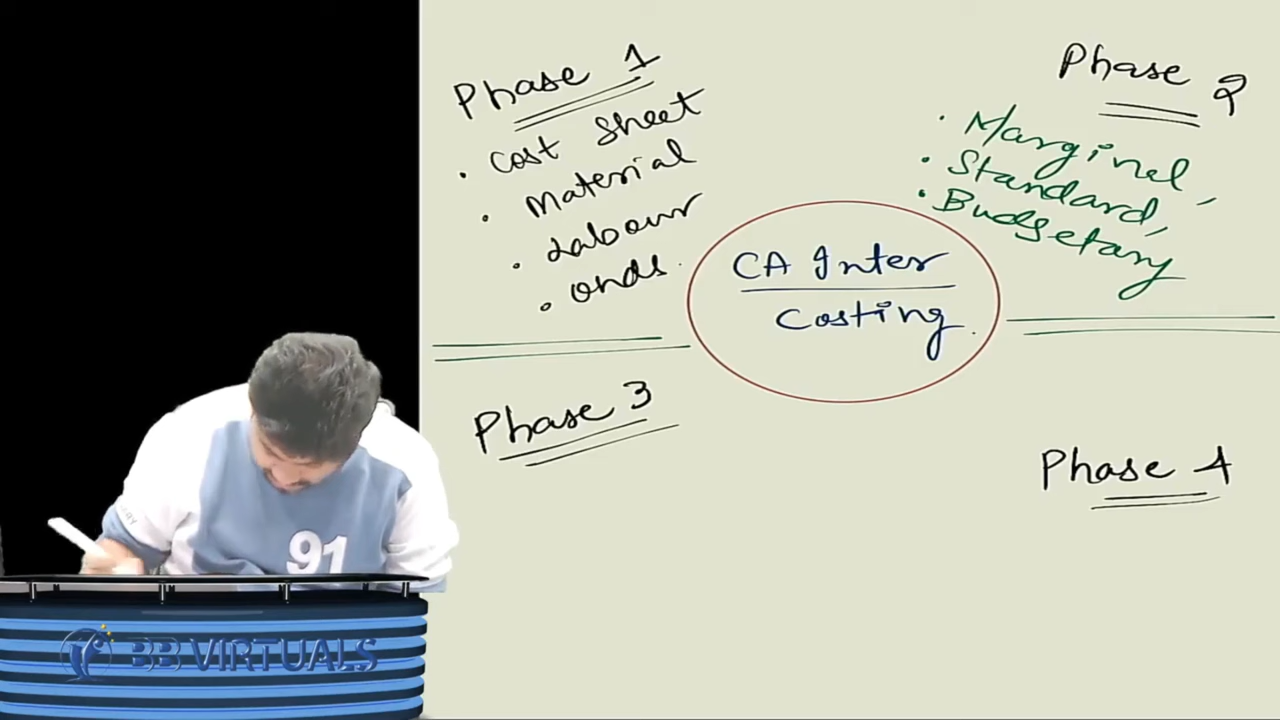 Phase 1
• Cost Sheet
• Material
• Labour
• OHDS.
Phase 2
• Marginal,
• Standard,
• Budgetary
CA Inter
Costing.
Phase 3
Phase 4
91
BB VIRTUALS